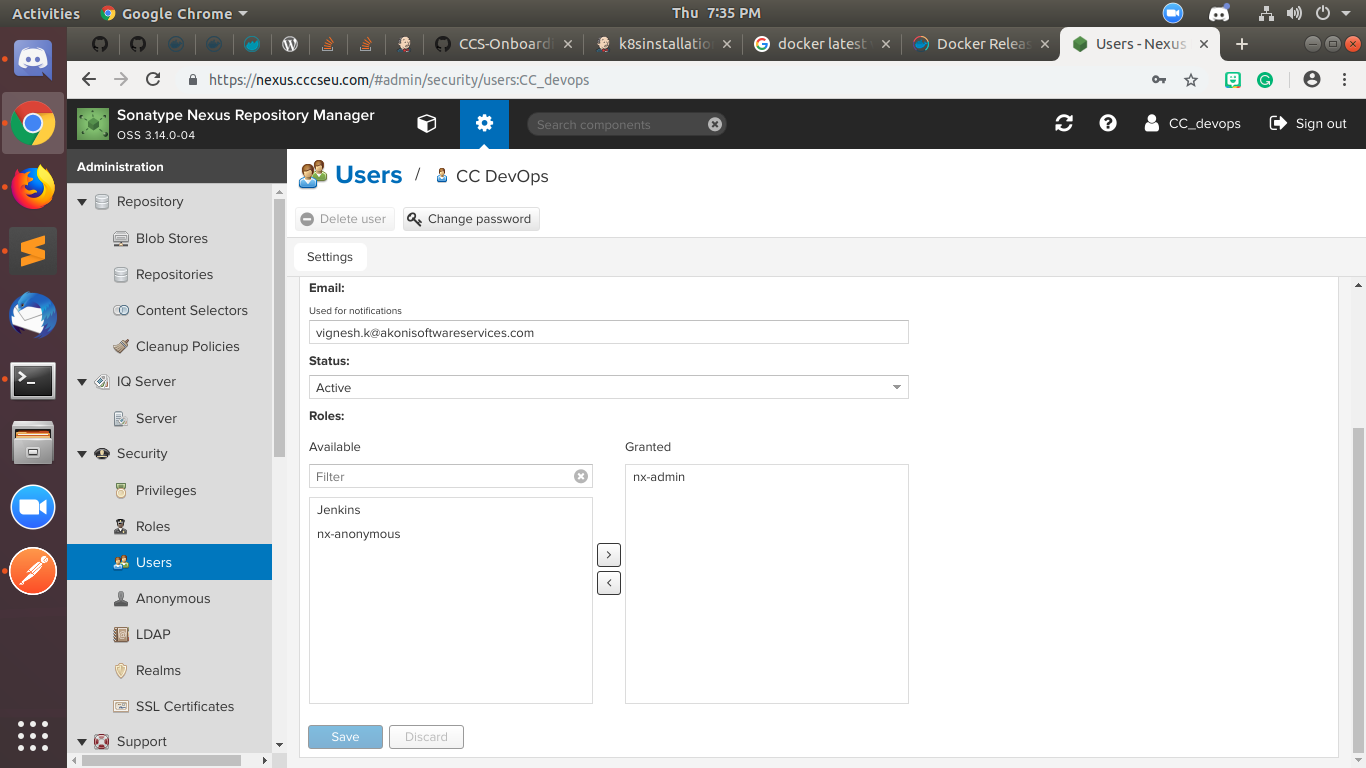 Activities
Google Chrome
Thu 7:35 PM
CCS-Onboardi
k8sinstallation
docker latest v
Docker Releas
Users - Nexus
https://nexus.cccseu.com/#admin/security/users:CC_devops
Sonatype Nexus Repository Manager
OSS 3.14.0-04
Search components
CC_devops
Sign out
Administration
Repository
Blob Stores
Repositories
Content Selectors
Cleanup Policies
IQ Server
Server
Security
Privileges
Roles
Users
Anonymous
LDAP
Realms
SSL Certificates
Support
Users / CC DevOps
Delete user
Change password
Settings
Email:
Used for notifications
vignesh.k@akonisoftwareservices.com
Status:
Active
Roles:
Available
Granted
Filter
nx-admin
Jenkins
nx-anonymous
>
<
Save
Discard